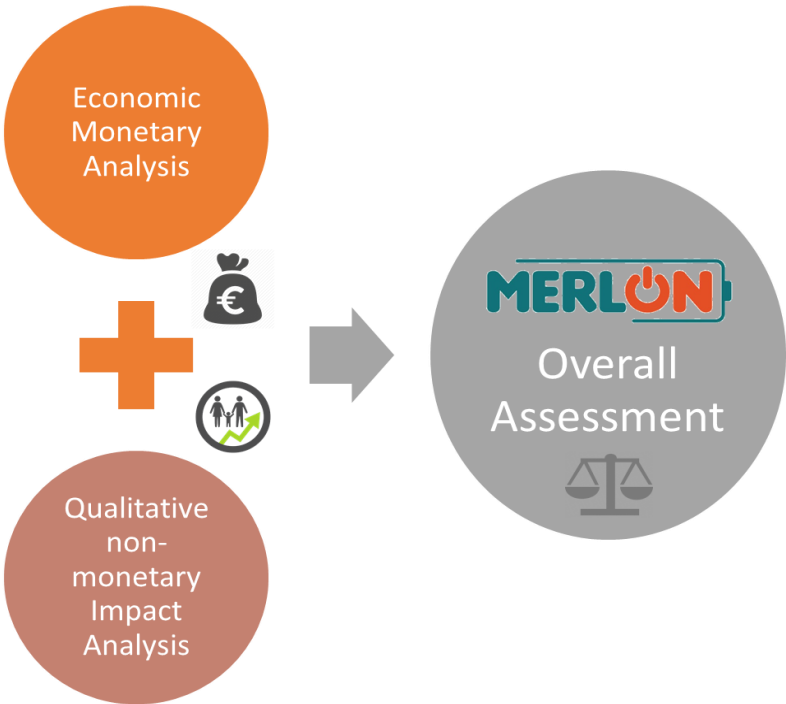 Economic
Monetary
Analysis
€
MERLON
Overall
Assessment
Qualitative
non-
monetary
Impact
Analysis